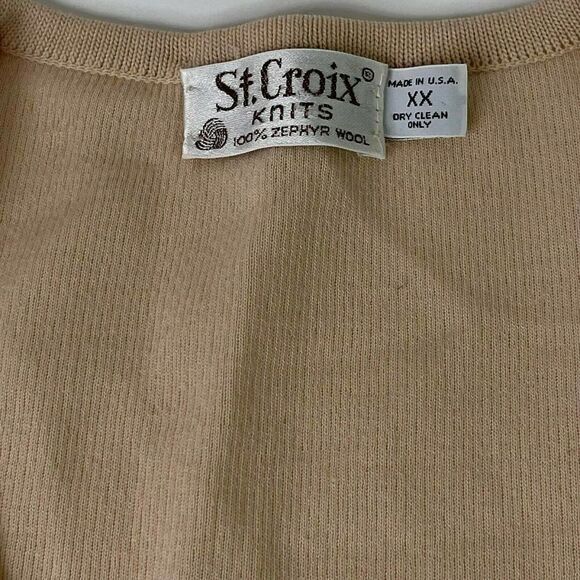 St.Croix®
KNITS
100% ZEPHYR WOOL
MADE IN U.S.A.
XX
DRY CLEAN
ONLY